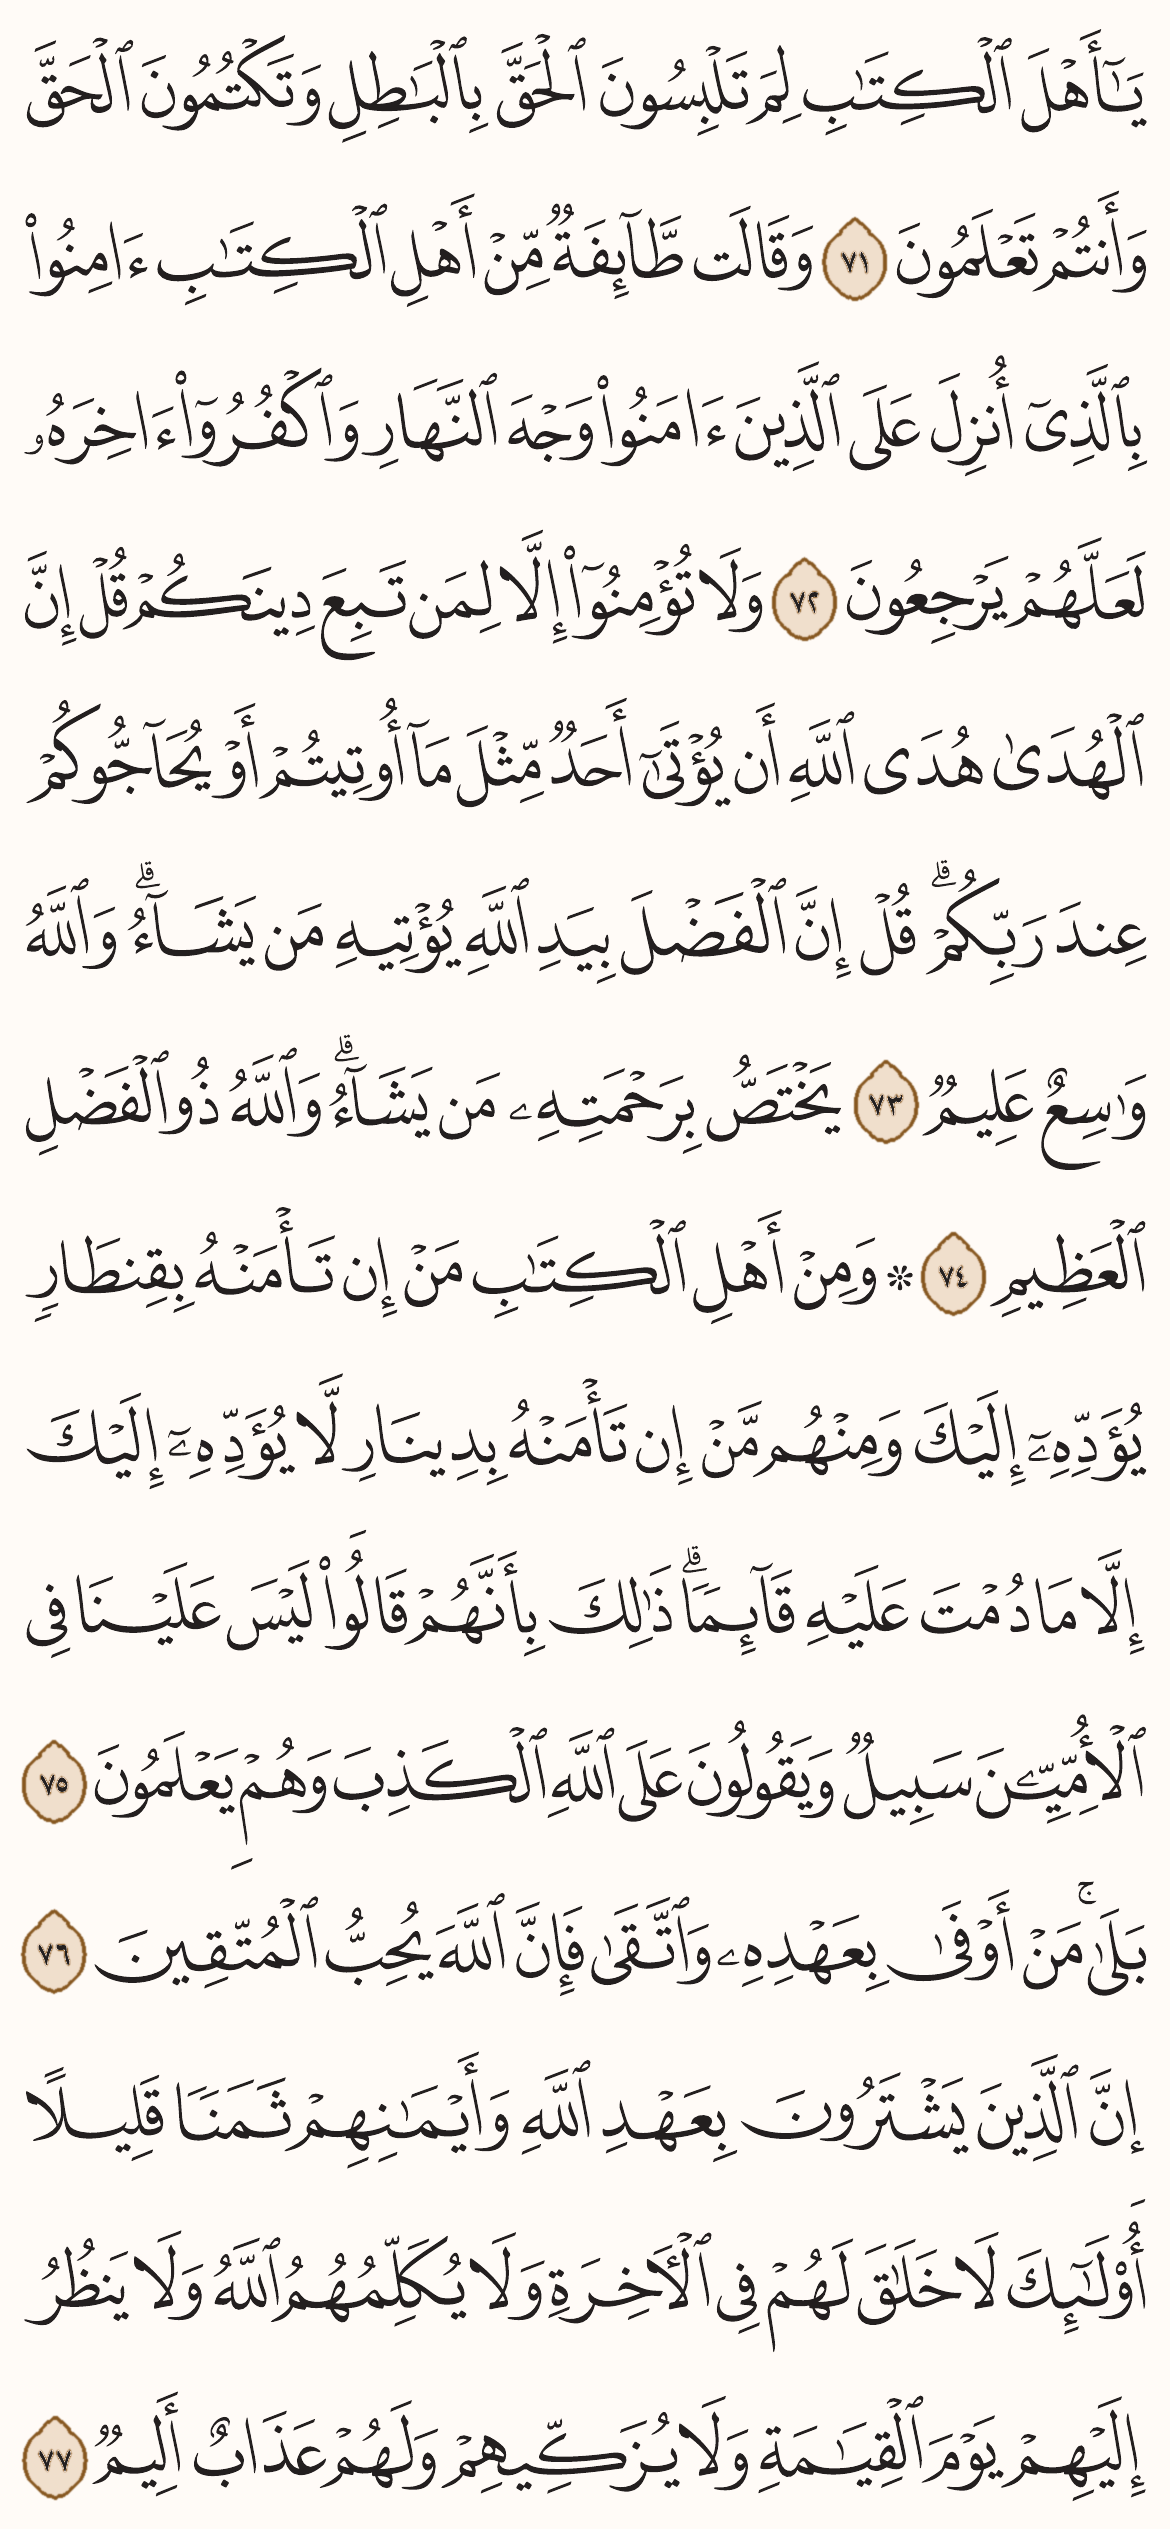 يَٰٓأَهۡلَ ٱلۡكِتَٰبِ لِمَ تَلۡبِسُونَ ٱلۡحَقَّ بِٱلۡبَٰطِلِ وَتَكۡتُمُونَ ٱلۡحَقَّ
وَأَنتُمۡ تَعۡلَمُونَ ٧١ وَقَالَت طَّآئِفَةٞ مِّنۡ أَهۡلِ ٱلۡكِتَٰبِ ءَامِنُواْ
بِٱلَّذِيٓ أُنزِلَ عَلَى ٱلَّذِينَ ءَامَنُواْ وَجۡهَ ٱلنَّهَارِ وَٱكۡفُرُوٓاْ ءَاخِرَهُۥ
لَعَلَّهُمۡ يَرۡجِعُونَ ٧٢ وَلَا تُؤۡمِنُوٓاْ إِلَّا لِمَن تَبِعَ دِينَكُمۡ قُلۡ إِنَّ
ٱلۡهُدَىٰ هُدَى ٱللَّهِ أَن يُؤۡتَىٰٓ أَحَدٞ مِّثۡلَ مَآ أُوتِيتُمۡ أَوۡ يُحَآجُّوكُمۡ
عِندَ رَبِّكُمۡۗ قُلۡ إِنَّ ٱلۡفَضۡلَ بِيَدِ ٱللَّهِ يُؤۡتِيهِ مَن يَشَآءُۗ وَٱللَّهُ
وَٰسِعٌ عَلِيمٞ ٧٣ يَخۡتَصُّ بِرَحۡمَتِهِۦ مَن يَشَآءُۗ وَٱللَّهُ ذُو ٱلۡفَضۡلِ
ٱلۡعَظِيمِ ٧٤ ۞ وَمِنۡ أَهۡلِ ٱلۡكِتَٰبِ مَنۡ إِن تَأۡمَنۡهُ بِقِنطَارٖ
يُؤَدِّهِۦٓ إِلَيۡكَ وَمِنۡهُم مَّنۡ إِن تَأۡمَنۡهُ بِدِينَارٖ لَّا يُؤَدِّهِۦٓ إِلَيۡكَ
إِلَّا مَا دُمۡتَ عَلَيۡهِ قَآئِمٗاۗ ذَٰلِكَ بِأَنَّهُمۡ قَالُواْ لَيۡسَ عَلَيۡنَا فِي
ٱلۡأُمِّيِّـۧنَ سَبِيلٞ وَيَقُولُونَ عَلَى ٱللَّهِ ٱلۡكَذِبَ وَهُمۡ يَعۡلَمُونَ ٧٥
بَلَىٰۚ مَنۡ أَوۡفَىٰ بِعَهۡدِهِۦ وَٱتَّقَىٰ فَإِنَّ ٱللَّهَ يُحِبُّ ٱلۡمُتَّقِينَ ٧٦
إِنَّ ٱلَّذِينَ يَشۡتَرُونَ بِعَهۡدِ ٱللَّهِ وَأَيۡمَٰنِهِمۡ ثَمَنٗا قَلِيلًا
أُوْلَٰٓئِكَ لَا خَلَٰقَ لَهُمۡ فِي ٱلۡأٓخِرَةِ وَلَا يُكَلِّمُهُمُ ٱللَّهُ وَلَا يَنظُرُ
إِلَيۡهِمۡ يَوۡمَ ٱلۡقِيَٰمَةِ وَلَا يُزَكِّيهِمۡ وَلَهُمۡ عَذَابٌ أَلِيمٞ ٧٧